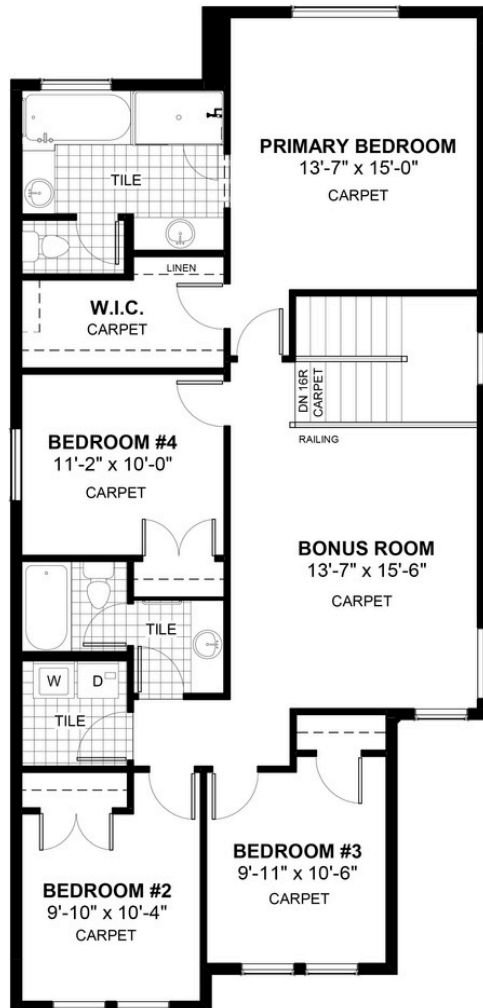 PRIMARY BEDROOM
13'-7" x 15'-0"
CARPET
TILE
LINEN
W.I.C.
CARPET
DN 16R
CARPET
RAILING
BEDROOM #4
11'-2" x 10'-0"
CARPET
BONUS ROOM
13'-7" x 15'-6"
CARPET
TILE
W
D
TILE
BEDROOM #3
9'-11" x 10'-6"
CARPET
BEDROOM #2
9'-10" x 10'-4"
CARPET